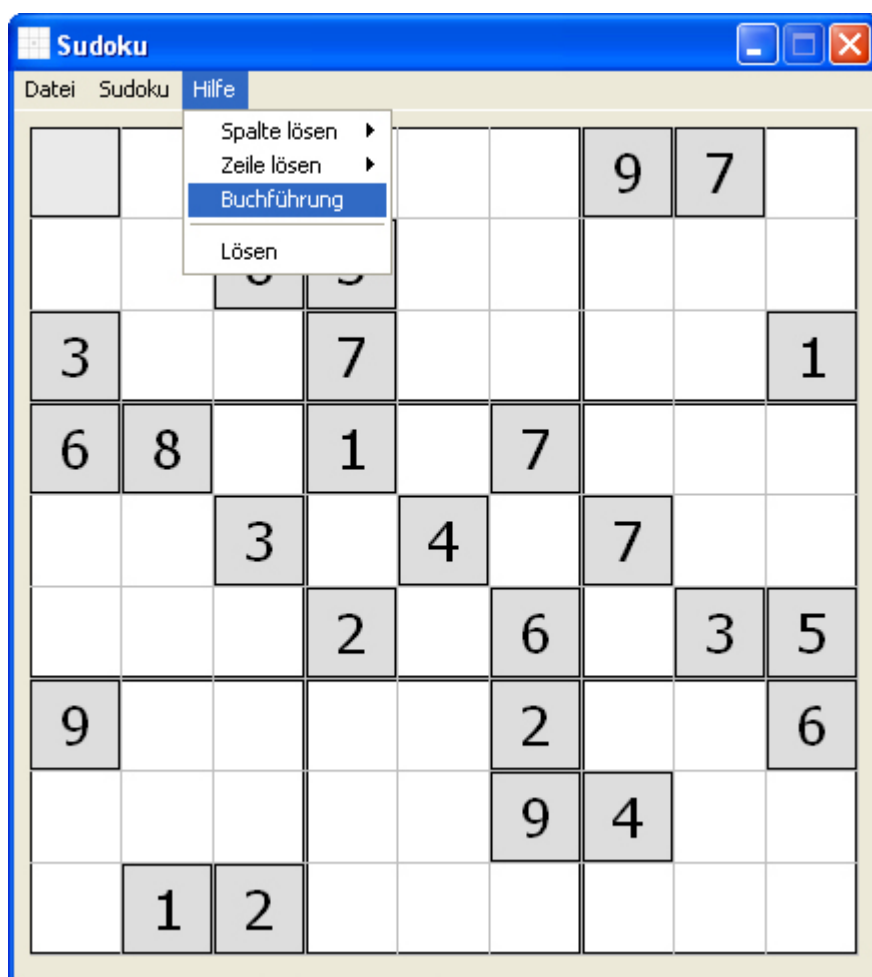 Sudoku
Datei Sudoku Hilfe
Spalte lösen
Zeile lösen
Buchführung
Lösen
9 7
3 7 1
6 8 1 7
3 4 7
2 6 3 5
9 2 6
9 4
1 2